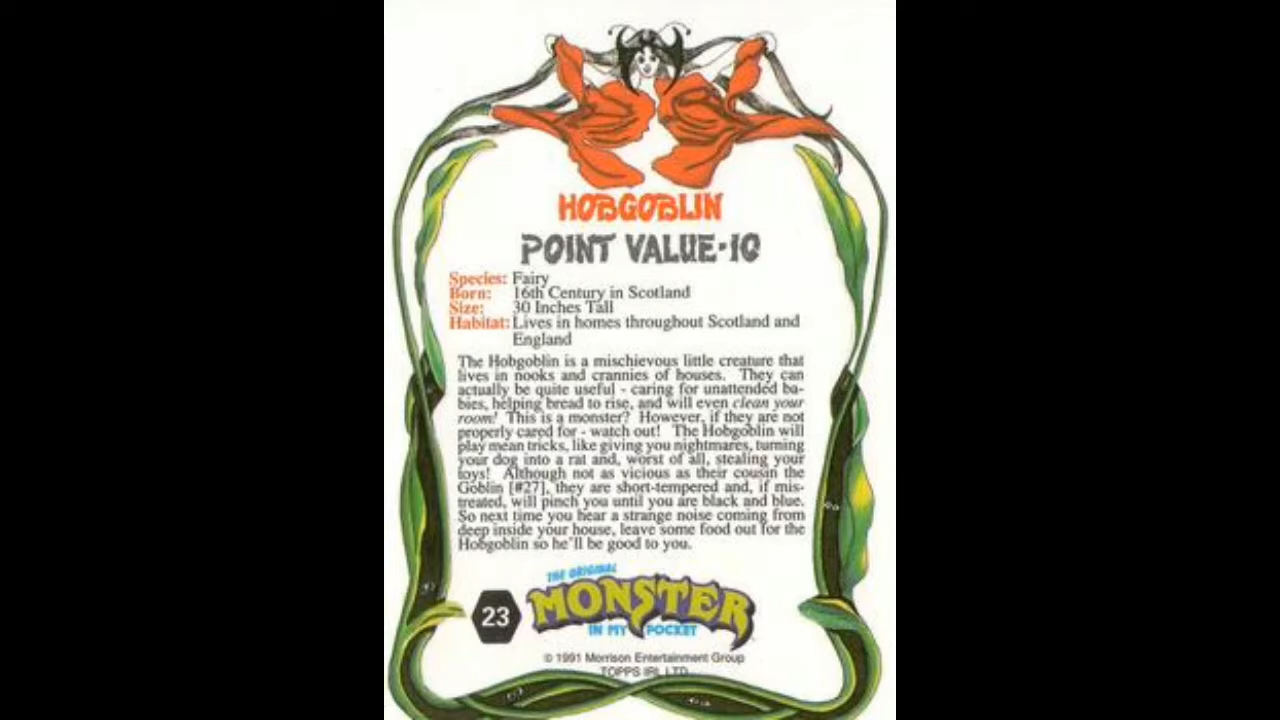 HOBGOBLIN
POINT VALUE-10
Species: Fairy
Born: 16th Century in Scotland
Size: 30 Inches Tall
Habitat: Lives in homes throughout Scotland and
England
The Hobgoblin is a mischievous little creature that
lives in nooks and crannies of houses. They can
actually be quite useful - caring for unattended ba-
bies, helping bread to rise, and will even clean your
room! This is a monster? However, if they are not
properly cared for - watch out! The Hobgoblin will
play mean tricks, like giving you nightmares, turning
your dog into a rat and, worst of all, stealing your
toys! Although not as vicious as their cousin the
Goblin [#27], they are short-tempered and, if mis-
treated, will pinch you until you are black and blue.
So next time you hear a strange noise coming from
deep inside your house, leave some food out for the
Hobgoblin so he'll be good to you.
THE ORIGINAL
23 MONSTER
IN MY POCKET
© 1991 Morrison Entertainment Group
TOPPS IRL LTD